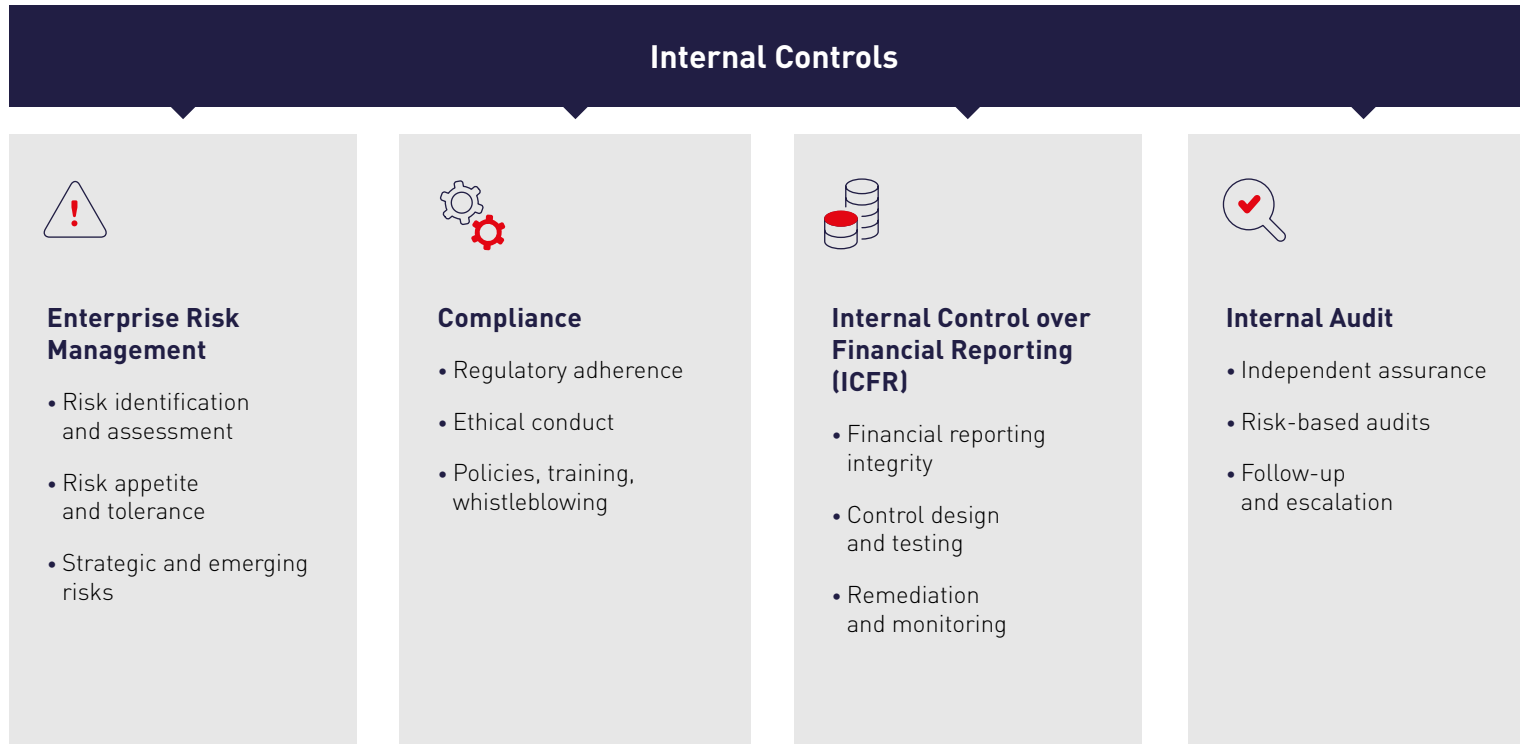 Internal Controls
Enterprise Risk
Management
• Risk identification
and assessment
• Risk appetite
and tolerance
• Strategic and emerging
risks
Compliance
• Regulatory adherence
• Ethical conduct
• Policies, training,
whistleblowing
Internal Control over
Financial Reporting
(ICFR)
• Financial reporting
integrity
• Control design
and testing
• Remediation
and monitoring
Internal Audit
• Independent assurance
• Risk-based audits
• Follow-up
and escalation